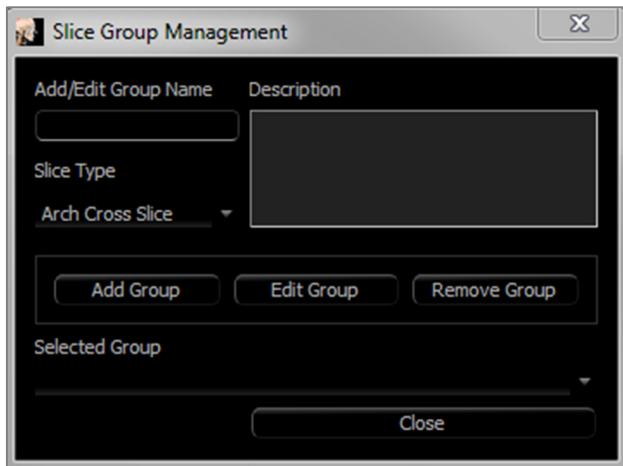 Slice Group Management
Add/Edit Group Name
Description
Slice Type
Arch Cross Slice
Add Group
Edit Group
Remove Group
Selected Group
Close